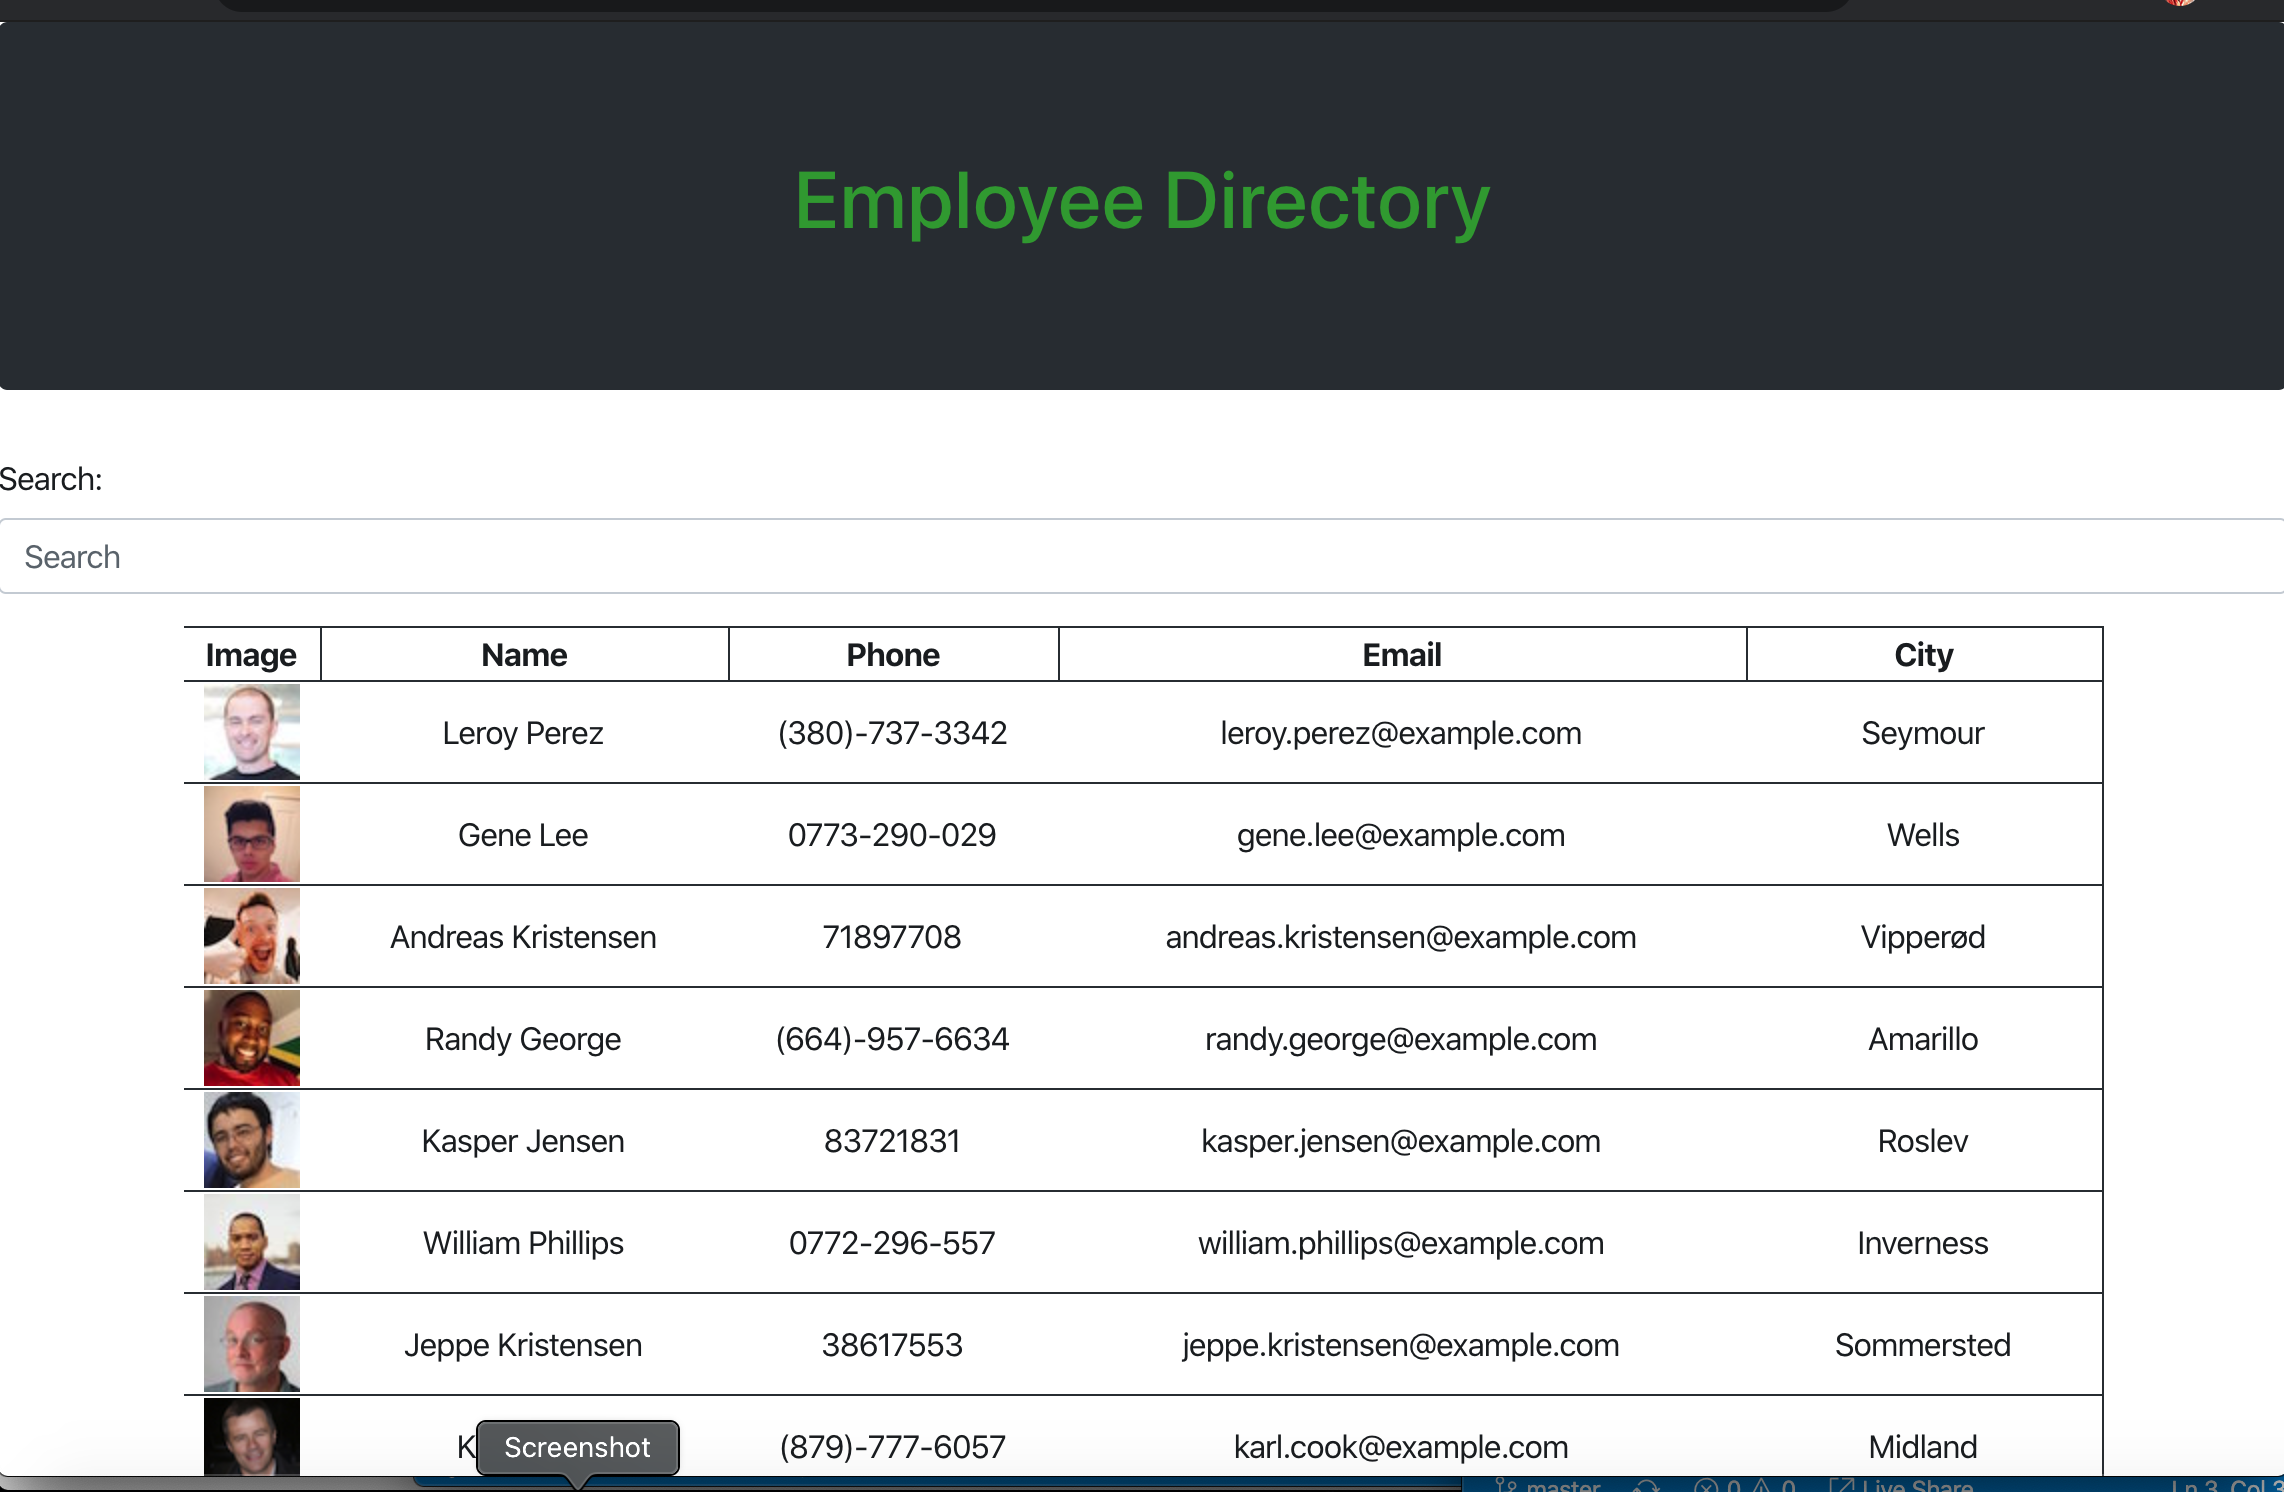 Employee Directory
Search:
Search
Image Name Phone Email City
Leroy Perez (380)-737-3342 leroy.perez@example.com Seymour
Gene Lee 0773-290-029 gene.lee@example.com Wells
Andreas Kristensen 71897708 andreas.kristensen@example.com Vipperød
Randy George (664)-957-6634 randy.george@example.com Amarillo
Kasper Jensen 83721831 kasper.jensen@example.com Roslev
William Phillips 0772-296-557 william.phillips@example.com Inverness
Jeppe Kristensen 38617553 jeppe.kristensen@example.com Sommersted
K Screenshot (879)-777-6057 karl.cook@example.com Midland
master 0 0 Live Share Ln 3, Col 3